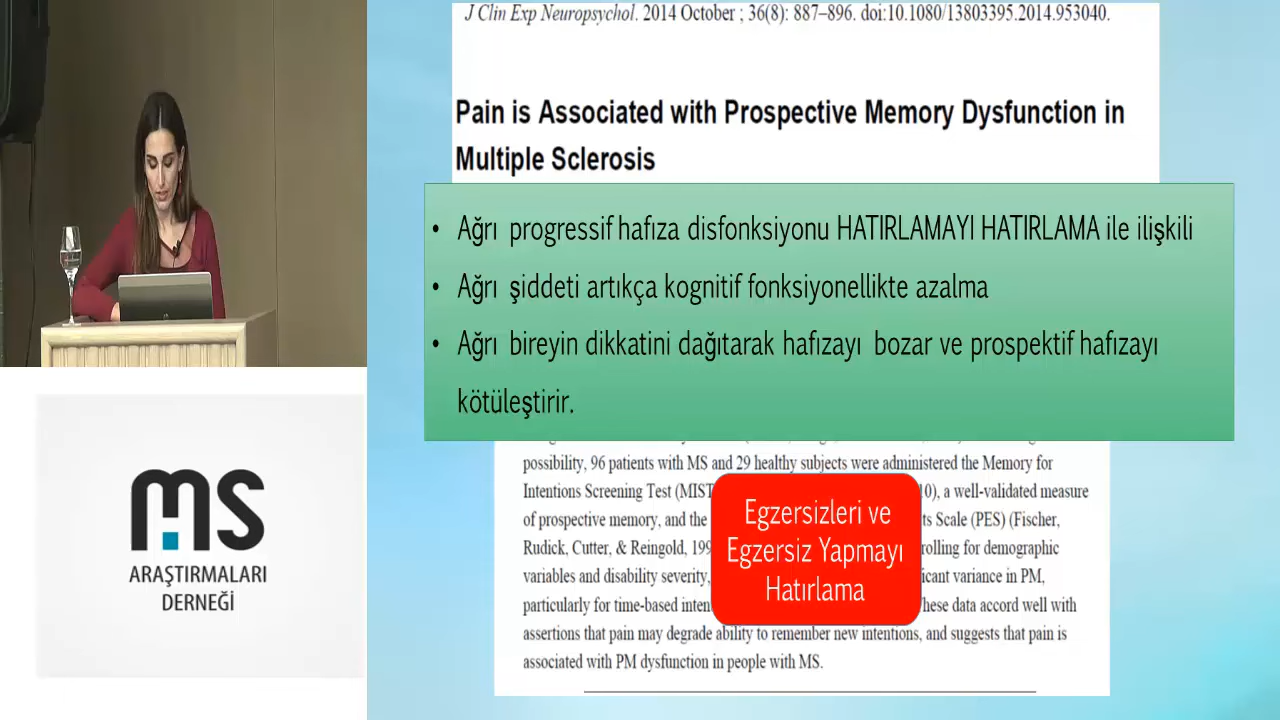 J Clin Exp Neuropsychol. 2014 October ; 36(8): 887–896. doi:10.1080/13803395.2014.953040.
Pain is Associated with Prospective Memory Dysfunction in
Multiple Sclerosis
• Ağrı progressif hafıza disfonksiyonu HATIRLAMAYI HATIRLAMA ile ilişkili
• Ağrı şiddeti artıkça kognitif fonksiyonellikte azalma
• Ağrı bireyin dikkatini dağıtarak hafızayı bozar ve prospektif hafızayı
kötüleştirir.
possibility, 96 patients with MS and 29 healthy subjects were administered the Memory for
Intentions Screening Test (MIST 10), a well-validated measure
of prospective memory, and the ts Scale (PES) (Fischer,
Rudick, Cutter, & Reingold, 199 rolling for demographic
variables and disability severity, icant variance in PM,
particularly for time-based inten hese data accord well with
assertions that pain may degrade ability to remember new intentions, and suggests that pain is
associated with PM dysfunction in people with MS.
Egzersizleri ve
Egzersiz Yapmayı
Hatırlama
MS
ARAŞTIRMALARI
DERNEĞİ